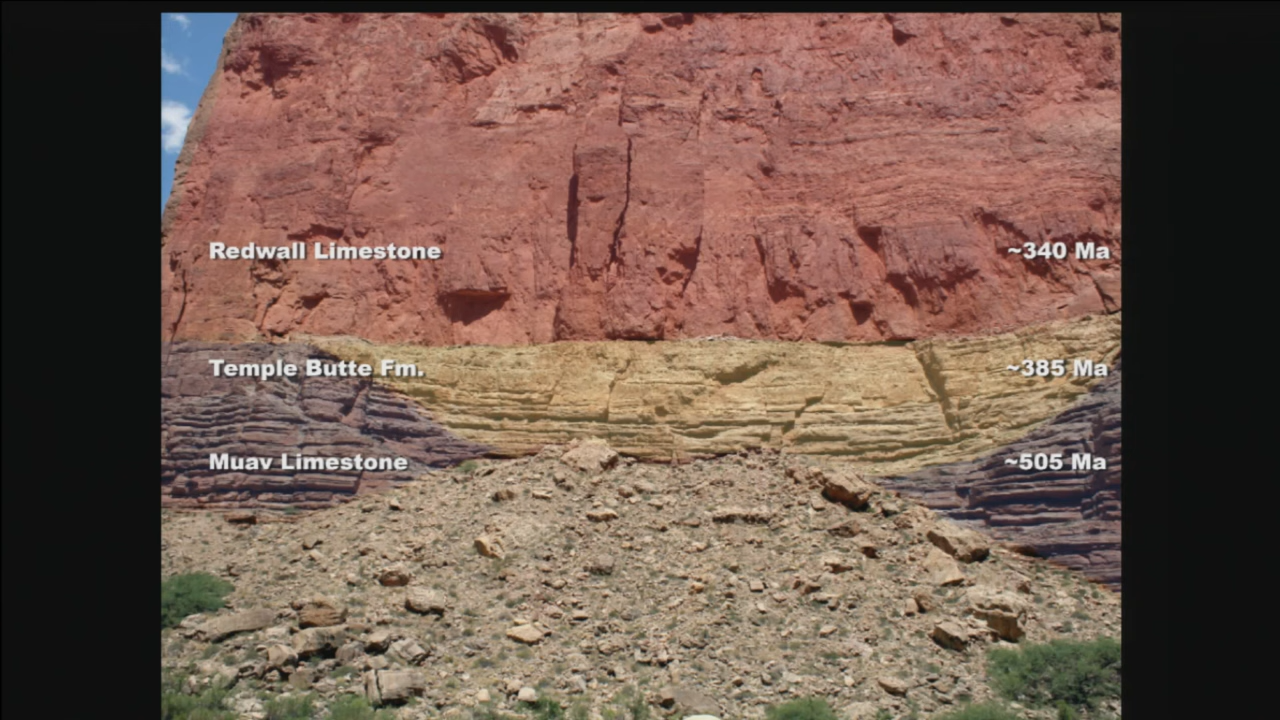 Redwall Limestone ~340 Ma
Temple Butte Fm. ~385 Ma
Muav Limestone ~505 Ma